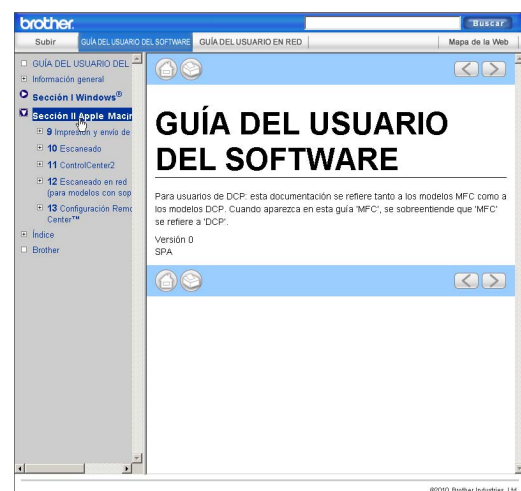 brother.
Buscar
Subir
GUÍA DEL USUARIO DEL SOFTWARE
GUÍA DEL USUARIO EN RED
Mapa de la Web
GUÍA DEL USUARIO DEL
Información general
Sección I Windows®
Sección II Apple Macin
9 Impresión y envío de
10 Escaneado
11 ControlCenter2
12 Escaneado en red
(para modelos con sop
13 Configuración Remo
Center™
Índice
Brother
GUÍA DEL USUARIO
DEL SOFTWARE
Para usuarios de DCP: esta documentación se refiere tanto a los modelos MFC como a
los modelos DCP. Cuando aparezca en esta guía 'MFC', se sobreentiende que 'MFC'
se refiere a 'DCP'.
Versión 0
SPA
©2010 Brother Industries, Ltd.